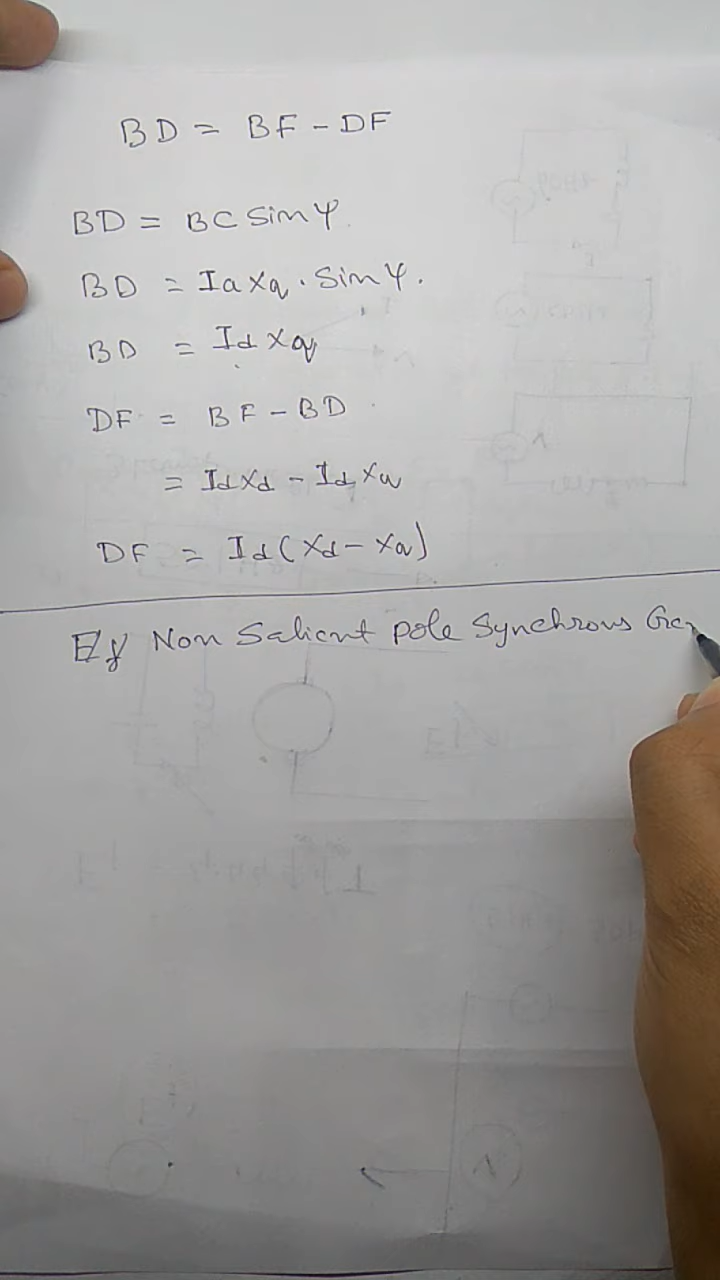 BD = BF - DF
BD = BC Sin Ψ.
BD = Ia Xq . Sin Ψ.
BD = Id Xq
DF = BF - BD
= Id Xd - Id Xq
DF = Id ( Xd - Xq )
Ef Non Salient pole Synchrous Gen